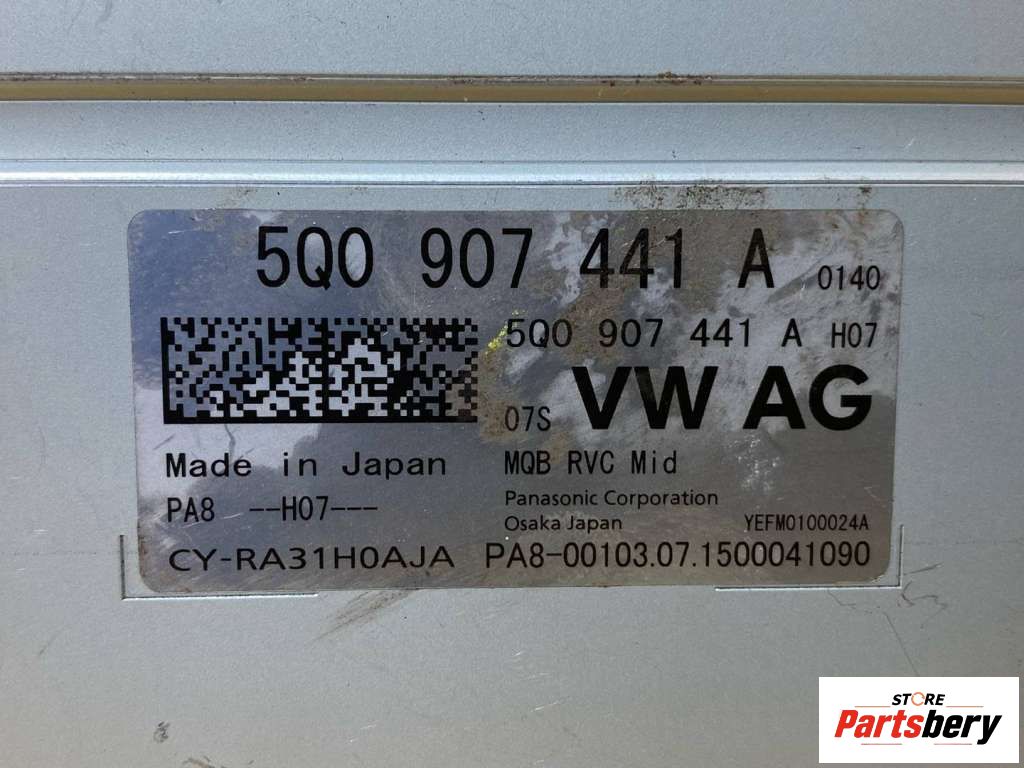 5Q0 907 441 A 0140
5Q0 907 441 A H07
07S VW AG
Made in Japan MQB RVC Mid
PA8 --H07---
Panasonic Corporation
Osaka Japan YEFM0100024A
CY-RA31H0AJA PA8-00103.07.1500041090
STORE
Partsbery